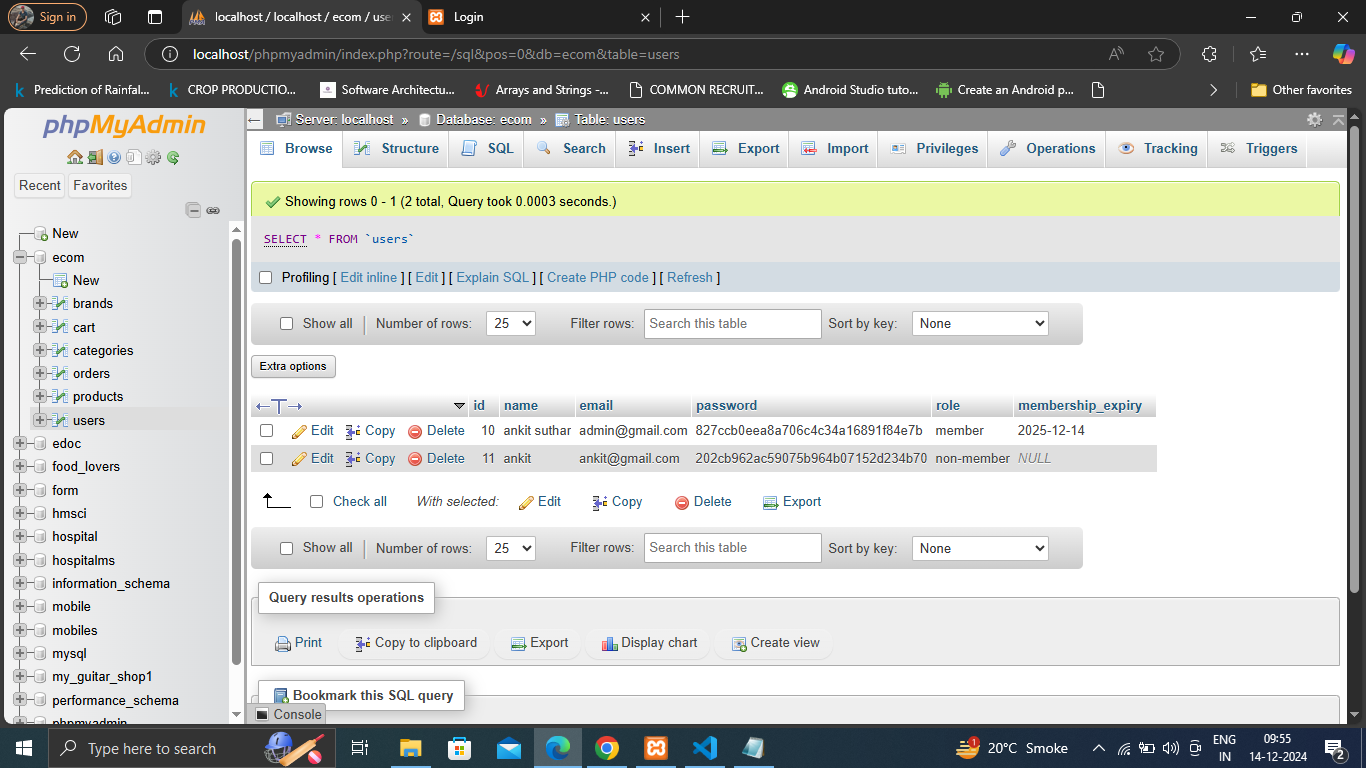 Sign in
localhost / localhost / ecom / use
Login
localhost/phpmyadmin/index.php?route=/sql&pos=0&db=ecom&table=users
Prediction of Rainfal...
CROP PRODUCTIO...
Software Architectu...
Arrays and Strings -...
COMMON RECRUIT...
Android Studio tuto...
Create an Android p...
Other favorites
phpMyAdmin
Recent
Favorites
New
ecom
New
brands
cart
categories
orders
products
users
edoc
food_lovers
form
hmsci
hospital
hospitalms
information_schema
mobile
mobiles
mysql
my_guitar_shop1
performance_schema
phpmyadmin
Server: localhost » Database: ecom » Table: users
Browse Structure SQL Search Insert Export Import Privileges Operations Tracking Triggers
Showing rows 0 - 1 (2 total, Query took 0.0003 seconds.)
SELECT * FROM `users`
Profiling [ Edit inline ] [ Edit ] [ Explain SQL ] [ Create PHP code ] [ Refresh ]
Show all Number of rows: 25 Filter rows: Search this table Sort by key: None
Extra options
id name email password role membership_expiry
Edit Copy Delete 10 ankit suthar admin@gmail.com 827ccb0eea8a706c4c34a16891f84e7b member 2025-12-14
Edit Copy Delete 11 ankit ankit@gmail.com 202cb962ac59075b964b07152d234b70 non-member NULL
Check all With selected: Edit Copy Delete Export
Show all Number of rows: 25 Filter rows: Search this table Sort by key: None
Query results operations
Print Copy to clipboard Export Display chart Create view
Bookmark this SQL query
Console
Type here to search
1
20°C Smoke
ENG
IN
09:55
14-12-2024
2